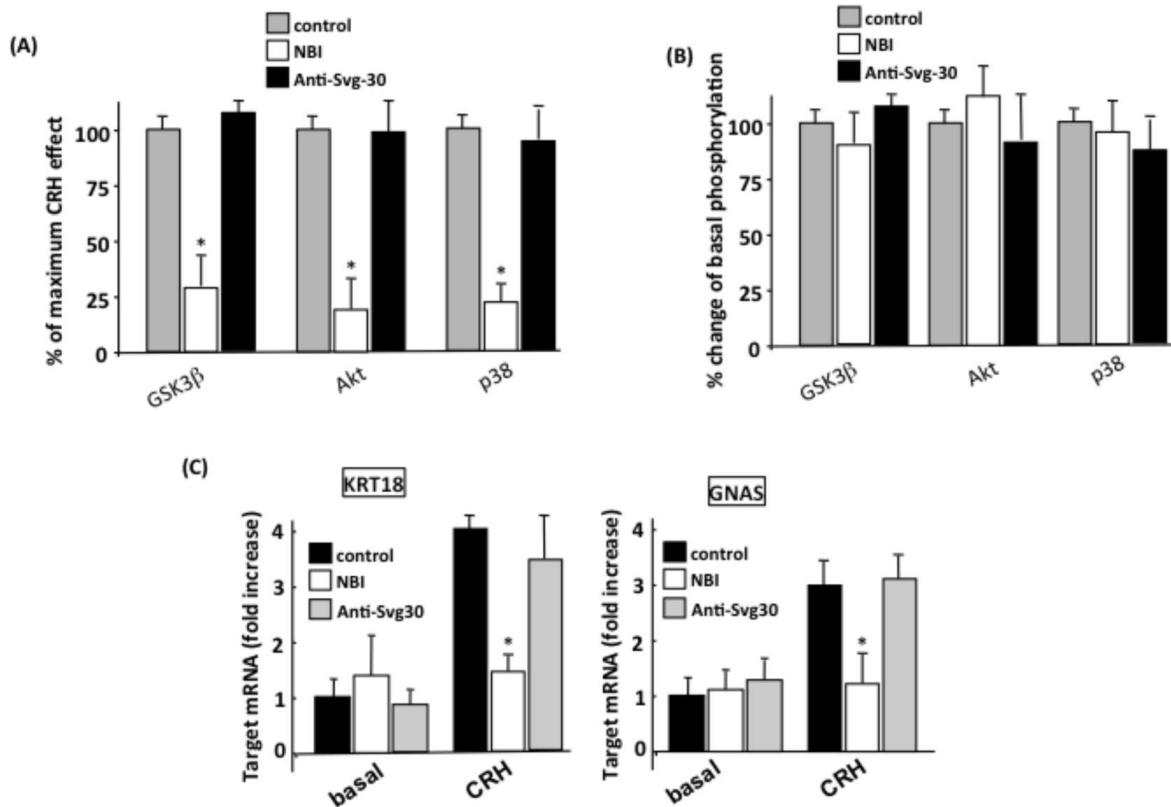 (A)
control
NBI
Anti-Svg-30
% of maximum CRH effect
100
75
50
25
0
*
*
*
GSK3β
Akt
p38
(B)
control
NBI
Anti-Svg-30
% change of basal phosphorylation
100
75
50
25
0
GSK3β
Akt
p38
(C)
KRT18
Target mRNA (fold increase)
4
3
2
1
0
control
NBI
Anti-Svg30
*
basal
CRH
GNAS
Target mRNA (fold increase)
4
3
2
1
0
control
NBI
Anti-Svg30
*
basal
CRH